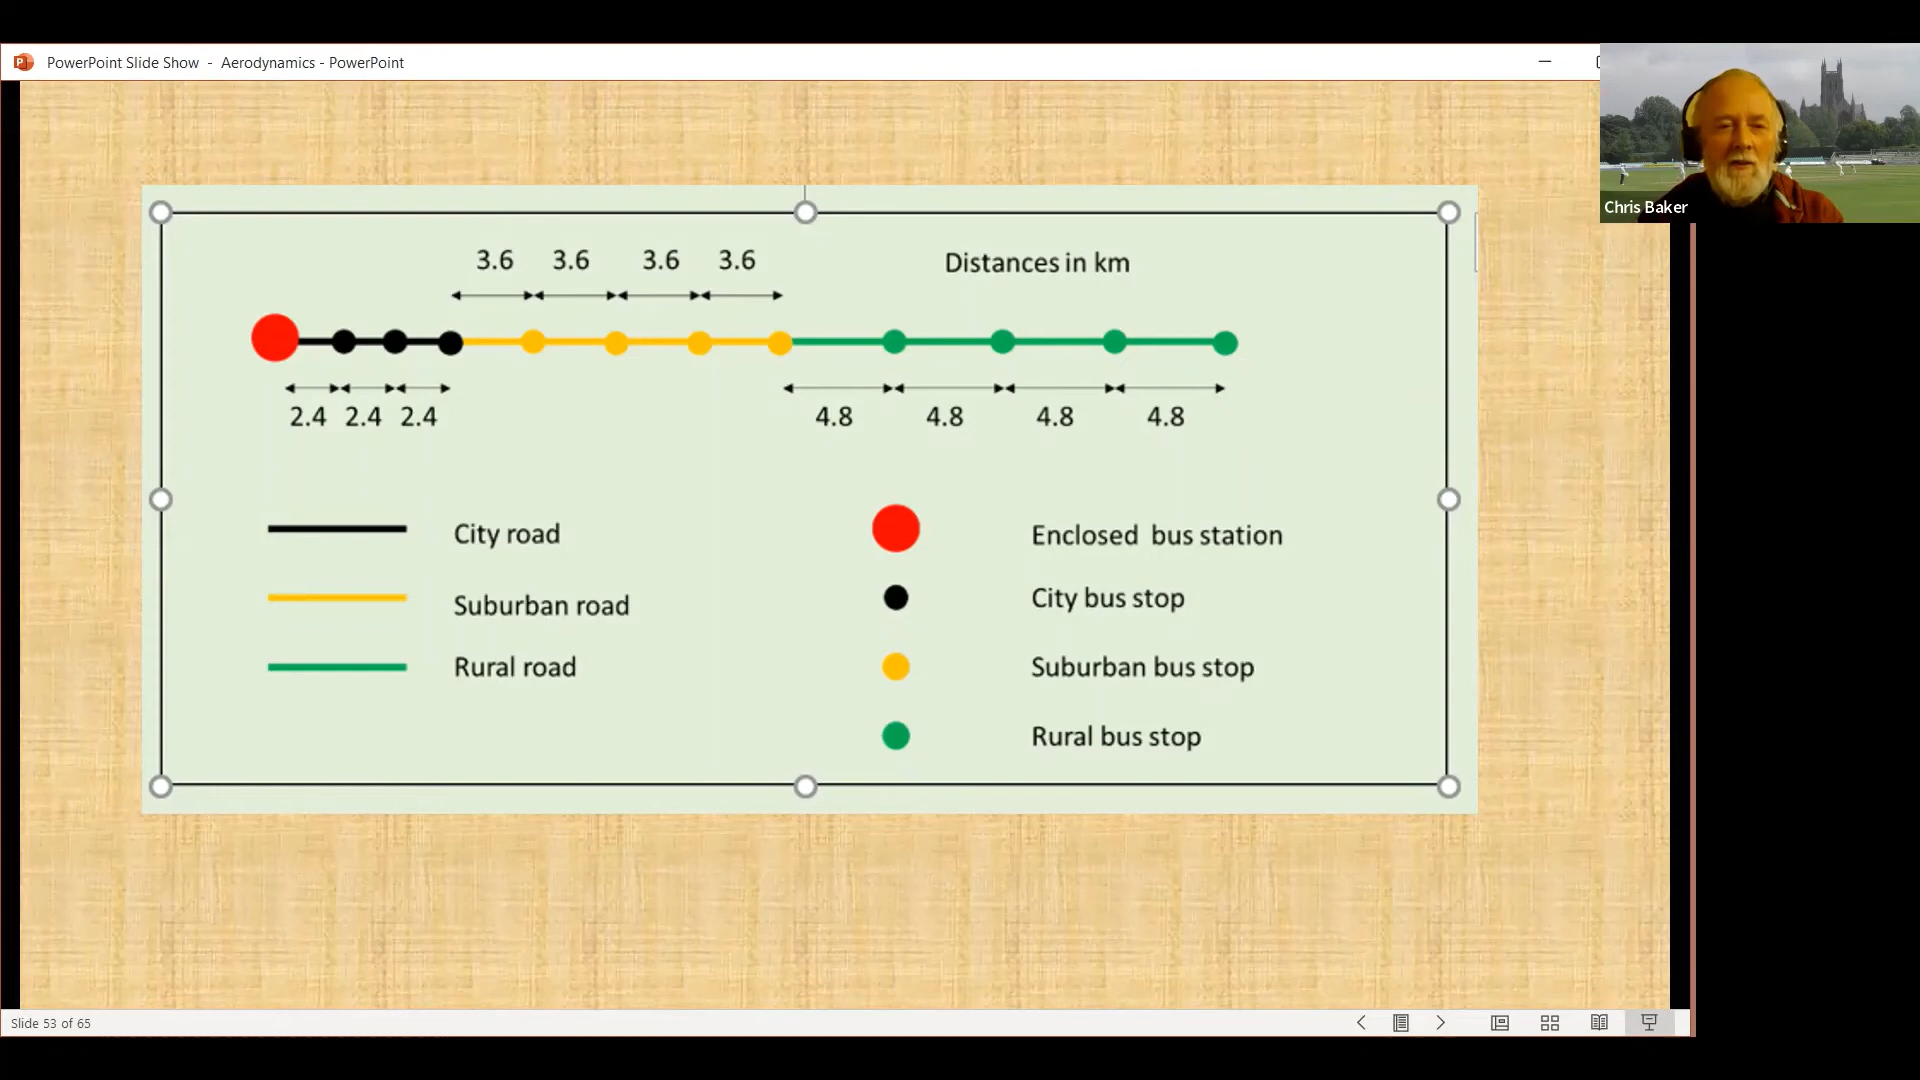 PowerPoint Slide Show - Aerodynamics - PowerPoint
Chris Baker
3.6 3.6 3.6 3.6
Distances in km
2.4 2.4 2.4
4.8 4.8 4.8 4.8
City road
Enclosed bus station
Suburban road
City bus stop
Rural road
Suburban bus stop
Rural bus stop
Slide 53 of 65